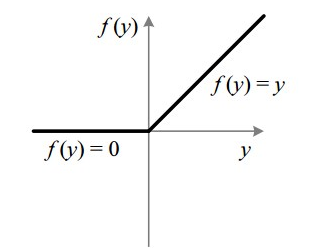 f(y)
f(y) = y
f(y) = 0
y